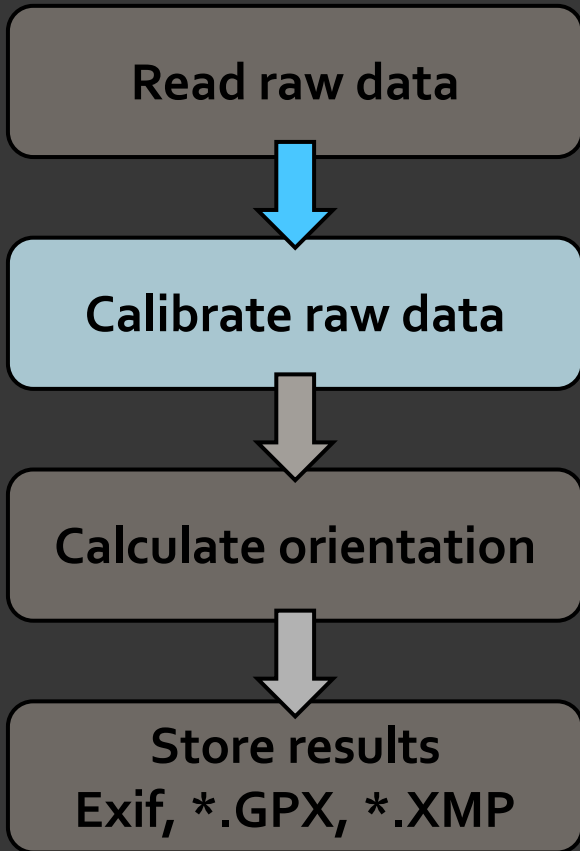 Read raw data
Calibrate raw data
Calculate orientation
Store results
Exif, *.GPX, *.XMP